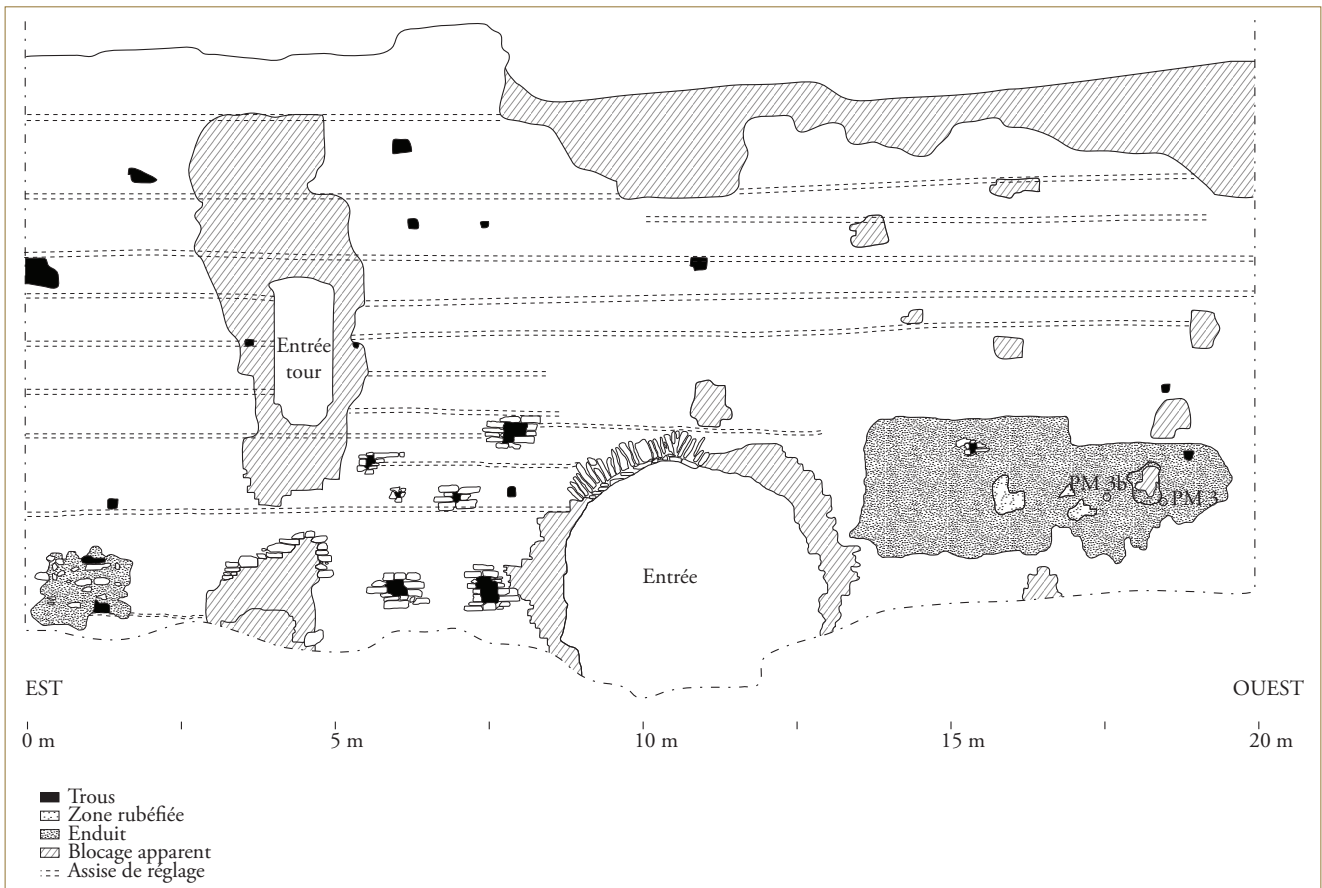 Entrée
tour
PM 3b
PM 3
Entrée
EST
OUEST
0 m
5 m
10 m
15 m
20 m
Trous
Zone rubéfiée
Enduit
Blocage apparent
Assise de réglage